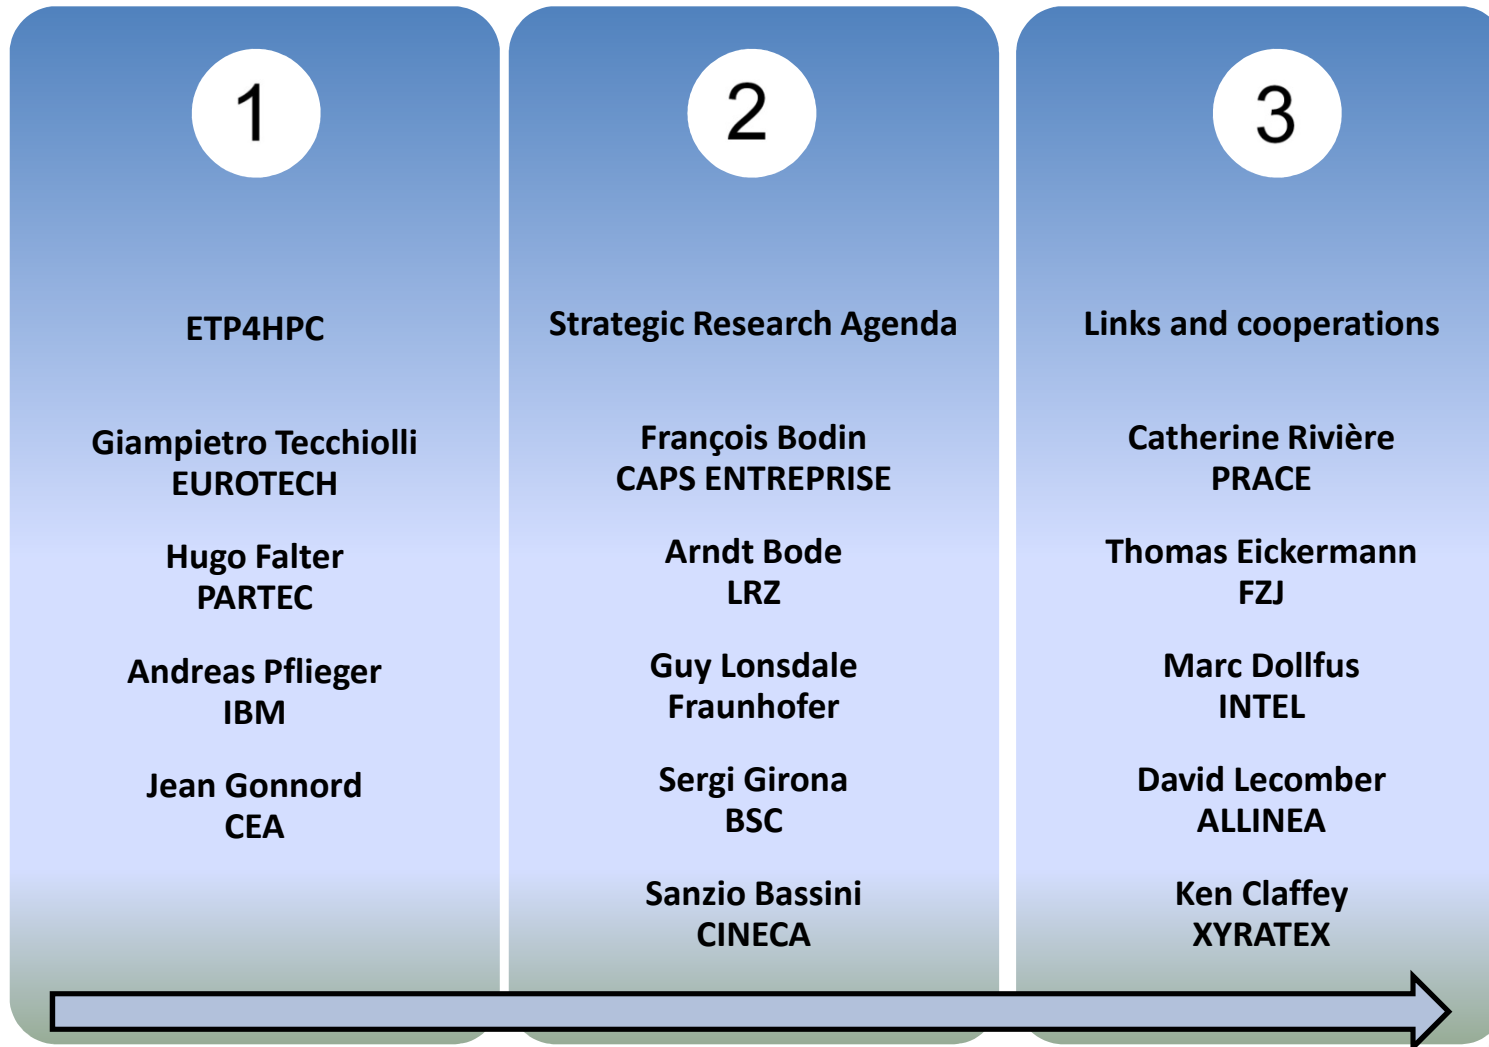 1
ETP4HPC
Giampietro Tecchiolli
EUROTECH
Hugo Falter
PARTEC
Andreas Pflieger
IBM
Jean Gonnord
CEA
2
Strategic Research Agenda
François Bodin
CAPS ENTREPRISE
Arndt Bode
LRZ
Guy Lonsdale
Fraunhofer
Sergi Girona
BSC
Sanzio Bassini
CINECA
3
Links and cooperations
Catherine Rivière
PRACE
Thomas Eickermann
FZJ
Marc Dollfus
INTEL
David Lecomber
ALLINEA
Ken Claffey
XYRATEX